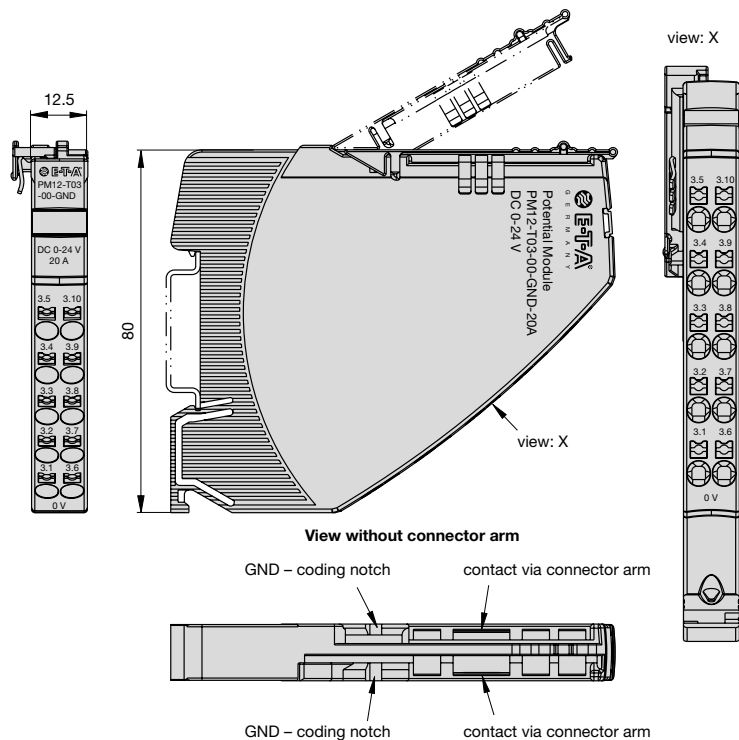 view: X
12.5
E-T-A
PM12-T03
-00-GND
DC 0-24 V
20 A
3.5 3.10
3.4 3.9
3.3 3.8
3.2 3.7
3.1 3.6
0 V
80
E-T-A®
GERMANY
Potential Module
PM12-T03-00-GND-20A
DC 0-24 V
view: X
3.5 3.10
3.4 3.9
3.3 3.8
3.2 3.7
3.1 3.6
0 V
View without connector arm
GND – coding notch contact via connector arm
GND – coding notch contact via connector arm